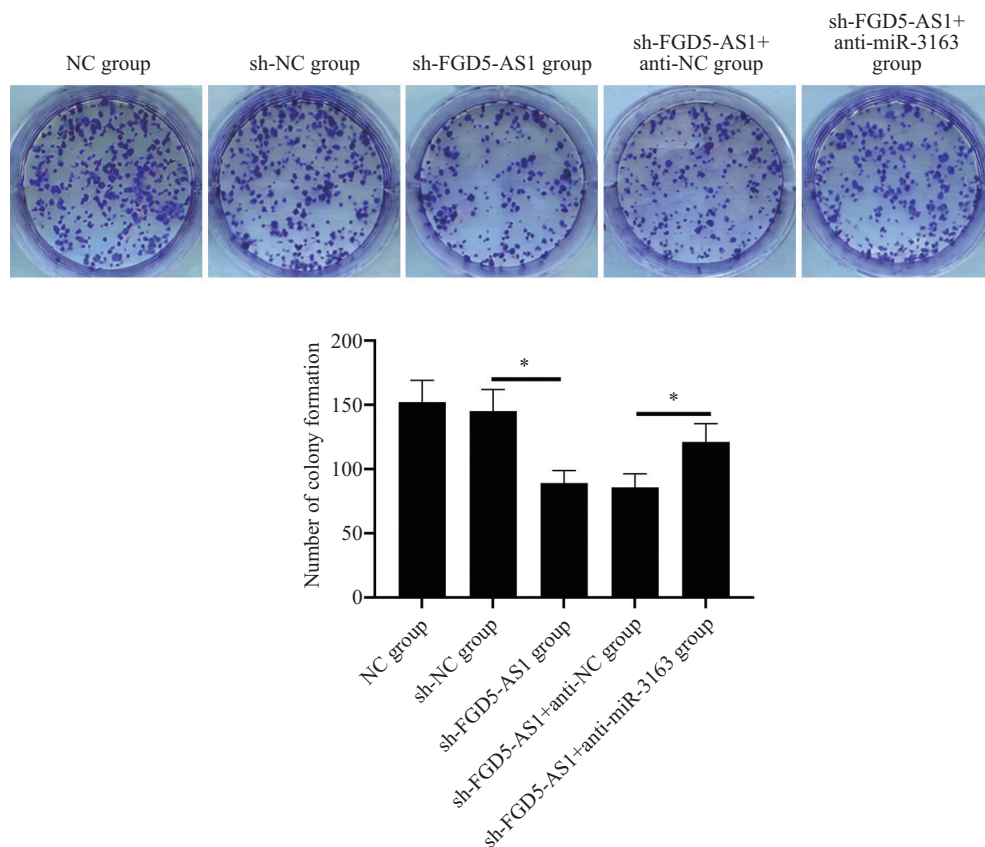 NC group
sh-NC group
sh-FGD5-AS1 group
sh-FGD5-AS1+
anti-NC group
sh-FGD5-AS1+
anti-miR-3163
group
Number of colony formation
200
150
100
50
0
*
*
NC group
sh-NC group
sh-FGD5-AS1 group
sh-FGD5-AS1+anti-NC group
sh-FGD5-AS1+anti-miR-3163 group